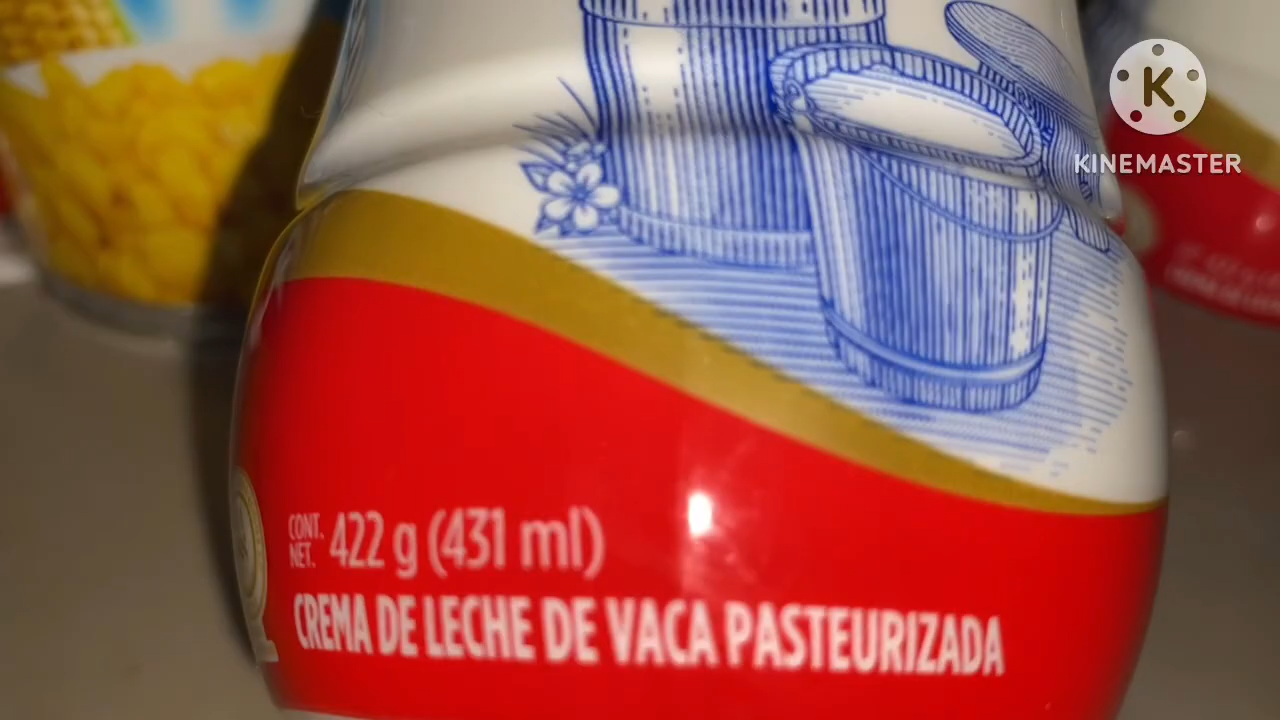 KINEMASTER
CONT. NET. 422 g (431 ml)
CREMA DE LECHE DE VACA PASTEURIZADA